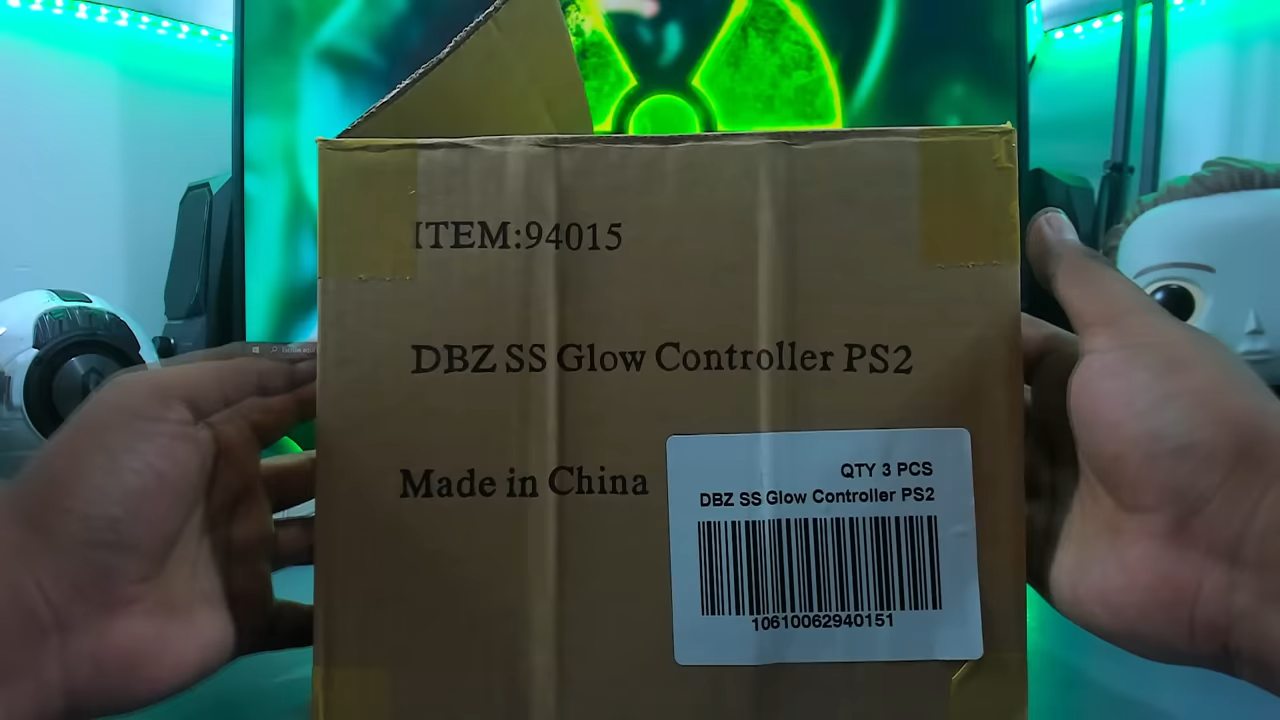 ITEM:94015
DBZ SS Glow Controller PS2
Made in China
QTY 3 PCS
DBZ SS Glow Controller PS2
10610062940151